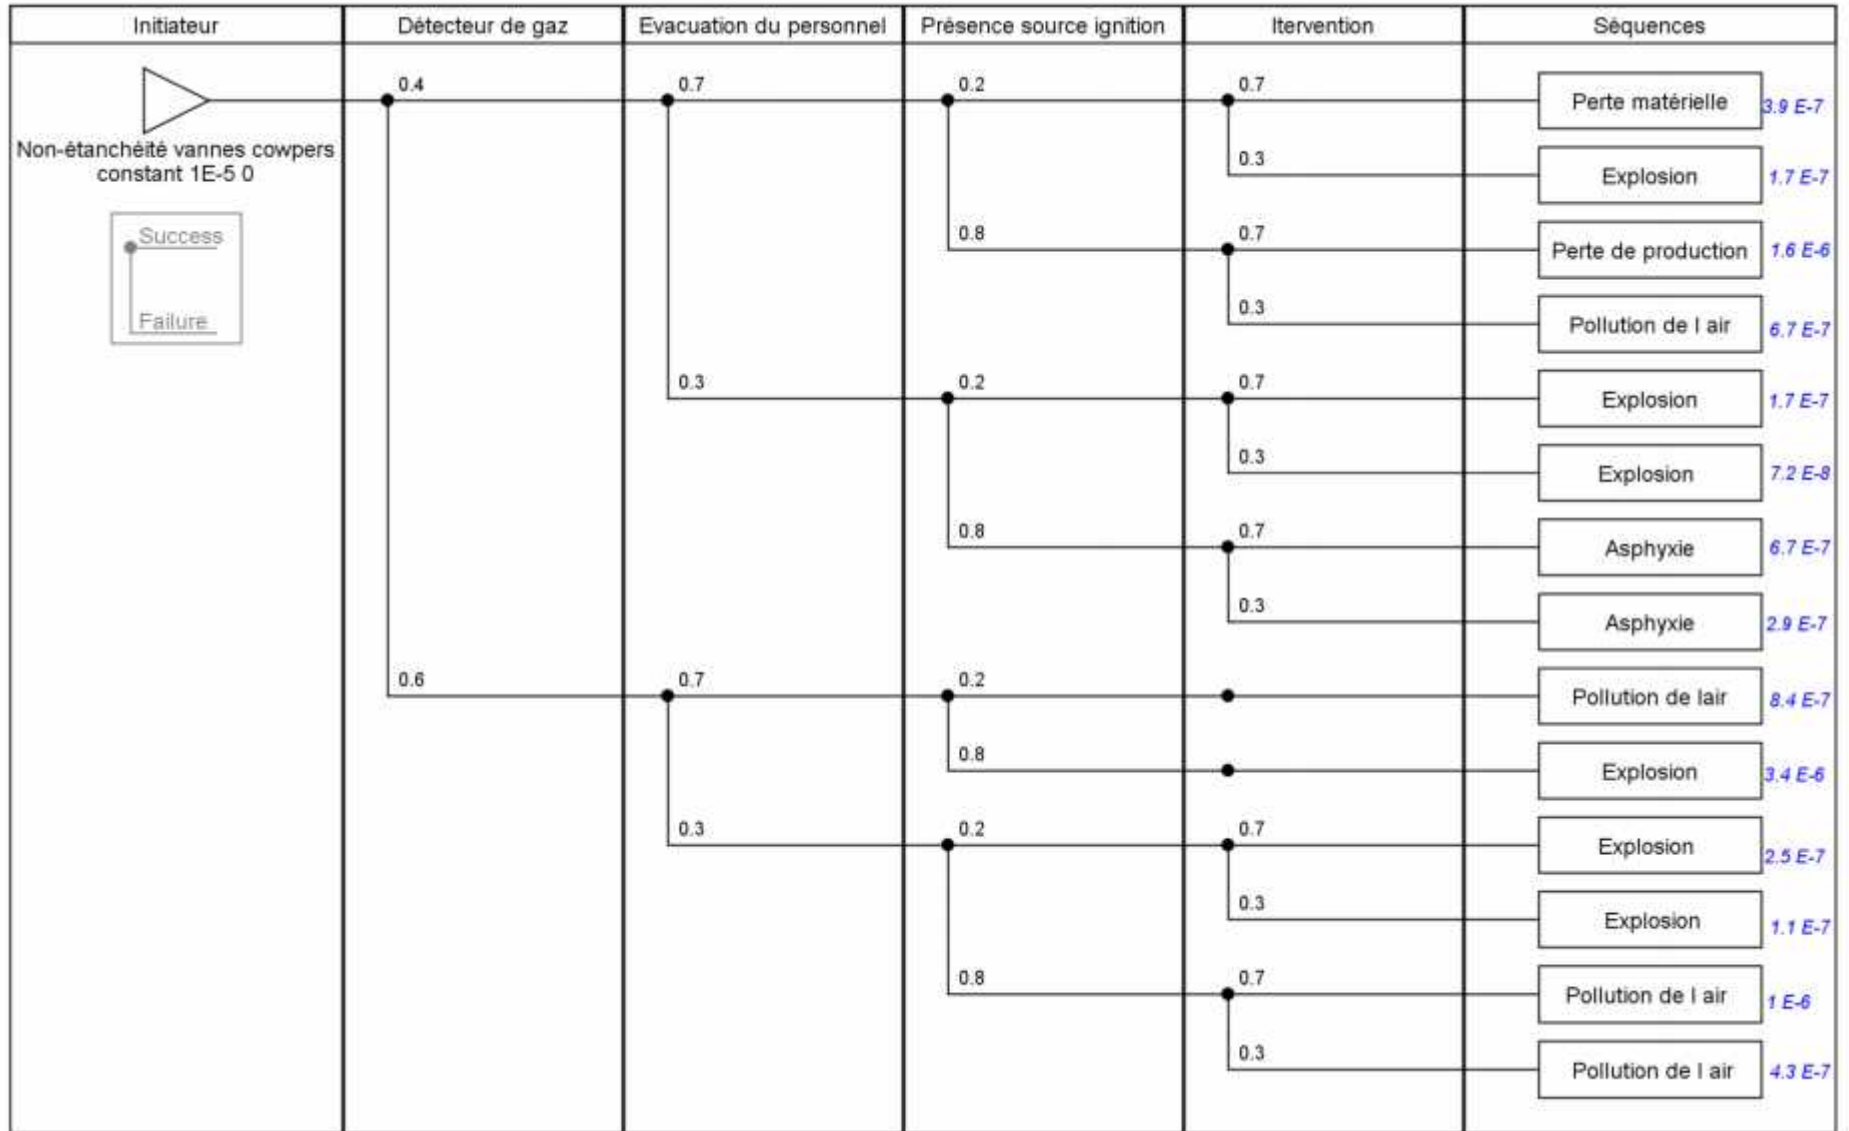 Initiateur
Détecteur de gaz
Evacuation du personnel
Présence source ignition
Itervention
Séquences
0.4
0.7
0.2
0.7
Perte matérielle
3.9 E-7
Non-étanchéité vannes cowpers
constant 1E-5 0
0.3
Explosion
1.7 E-7
Success
Failure
0.8
0.7
Perte de production
1.6 E-6
0.3
Pollution de l air
6.7 E-7
0.3
0.2
0.7
Explosion
1.7 E-7
0.3
Explosion
7.2 E-8
0.8
0.7
Asphyxie
6.7 E-7
0.3
Asphyxie
2.9 E-7
0.6
0.7
0.2
Pollution de lair
8.4 E-7
0.8
Explosion
3.4 E-6
0.3
0.2
0.7
Explosion
2.5 E-7
0.3
Explosion
1.1 E-7
0.8
0.7
Pollution de l air
1 E-6
0.3
Pollution de l air
4.3 E-7